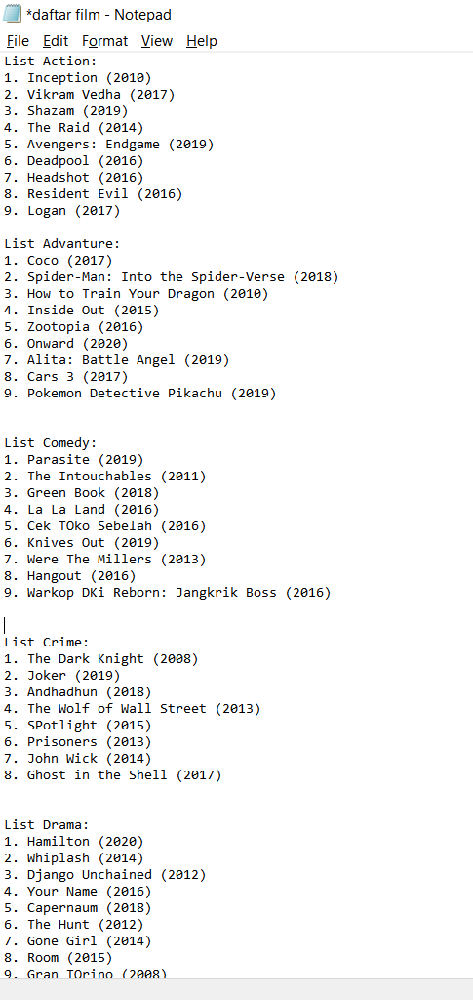 *daftar film - Notepad
File Edit Format View Help
List Action:
1. Inception (2010)
2. Vikram Vedha (2017)
3. Shazam (2019)
4. The Raid (2014)
5. Avengers: Endgame (2019)
6. Deadpool (2016)
7. Headshot (2016)
8. Resident Evil (2016)
9. Logan (2017)
List Advanture:
1. Coco (2017)
2. Spider-Man: Into the Spider-Verse (2018)
3. How to Train Your Dragon (2010)
4. Inside Out (2015)
5. Zootopia (2016)
6. Onward (2020)
7. Alita: Battle Angel (2019)
8. Cars 3 (2017)
9. Pokemon Detective Pikachu (2019)
List Comedy:
1. Parasite (2019)
2. The Intouchables (2011)
3. Green Book (2018)
4. La La Land (2016)
5. Cek TOko Sebelah (2016)
6. Knives Out (2019)
7. Were The Millers (2013)
8. Hangout (2016)
9. Warkop DKi Reborn: Jangkrik Boss (2016)
List Crime:
1. The Dark Knight (2008)
2. Joker (2019)
3. Andhadhun (2018)
4. The Wolf of Wall Street (2013)
5. SPotlight (2015)
6. Prisoners (2013)
7. John Wick (2014)
8. Ghost in the Shell (2017)
List Drama:
1. Hamilton (2020)
2. Whiplash (2014)
3. Django Unchained (2012)
4. Your Name (2016)
5. Capernaum (2018)
6. The Hunt (2012)
7. Gone Girl (2014)
8. Room (2015)
9. Gran TOrino (2008)